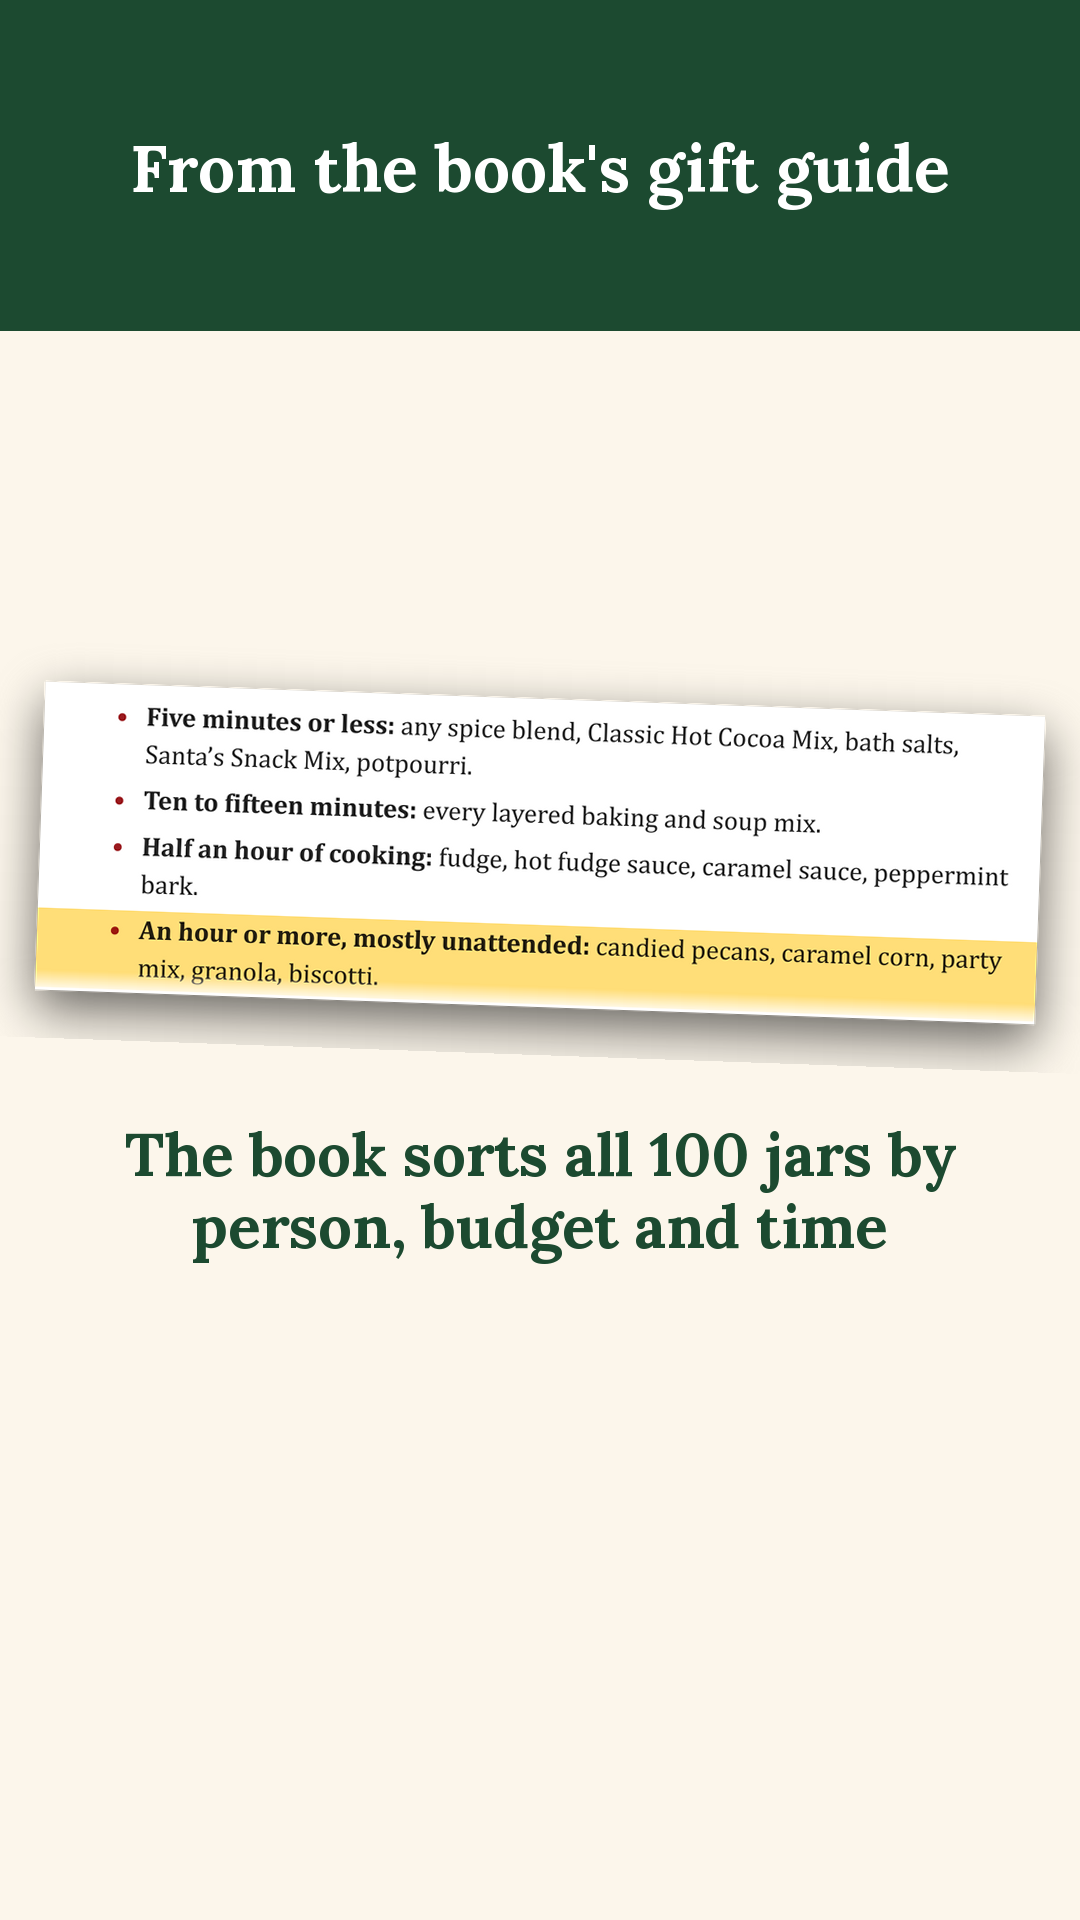 From the book's gift guide
• Five minutes or less: any spice blend, Classic Hot Cocoa Mix, bath salts,
Santa’s Snack Mix, potpourri.
• Ten to fifteen minutes: every layered baking and soup mix.
• Half an hour of cooking: fudge, hot fudge sauce, caramel sauce, peppermint
bark.
• An hour or more, mostly unattended: candied pecans, caramel corn, party
mix, granola, biscotti.
The book sorts all 100 jars by
person, budget and time